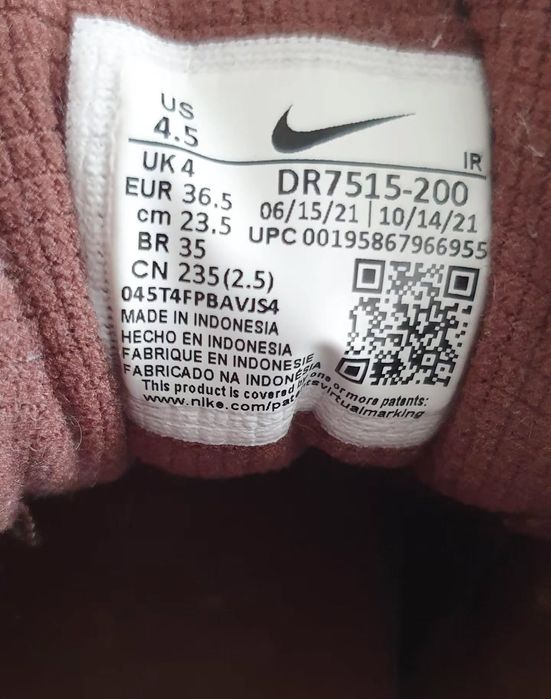 US
4.5
UK 4
EUR 36.5
cm 23.5
BR 35
CN 235(2.5)
IR
DR7515-200
06/15/21 | 10/14/21
UPC 00195867966955
045T4FPBAVJS4
MADE IN INDONESIA
HECHO EN INDONESIA
FABRIQUE EN INDONESIE
FABRICADO NA INDONESIA
This product is covered by one or more patents:
www.nike.com/patentsvirtualmarking